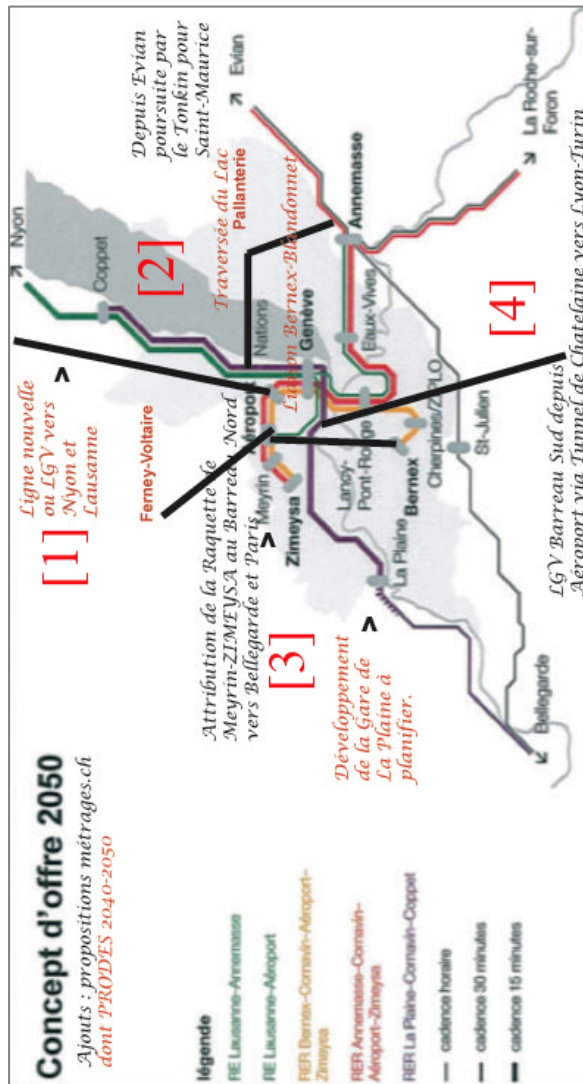 Concept d'offre 2050
Ajouts : propositions métrages.ch
dont PRODES 2040-2050
légende
RE Lausanne–Annemasse
RE Lausanne–Aéroport
RER Bernex–Cornavin–Aéroport–
Zimeysa
RER Annemasse–Cornavin–
Aéroport–Zimeysa
RER La Plaine–Cornavin–Coppet
cadence horaire
cadence 30 minutes
cadence 15 minutes
[1]
Ligne nouvelle
ou LGV vers
Nyon et
Lausanne
Ferney-Voltaire
Nyon
Coppet
[2]
Depuis Evian
poursuite par
le Tonkin pour
Saint-Maurice
Evian
Traversée du Lac
Pallanterie
Liaison Bernex-Blandonnet
Nations
Genève
Aéroport
Meyrin
Zimeysa
Attribution de la Raquette de
Meyrin-ZIMEYSA au Barreau Nord
vers Bellegarde et Paris
[3]
Développement
de la Gare de
La Plaine à
planifier.
La Plaine
Lancy-
Pont-Rouge
Bernex
Cherpines/ZIPLO
St-Julien
Eaux-Vives
Annemasse
La Roche-sur-
Foron
[4]
LGV Barreau Sud depuis
Aéroport via Tunnel de Chatelaine vers Lyon-Turin
Bellegarde